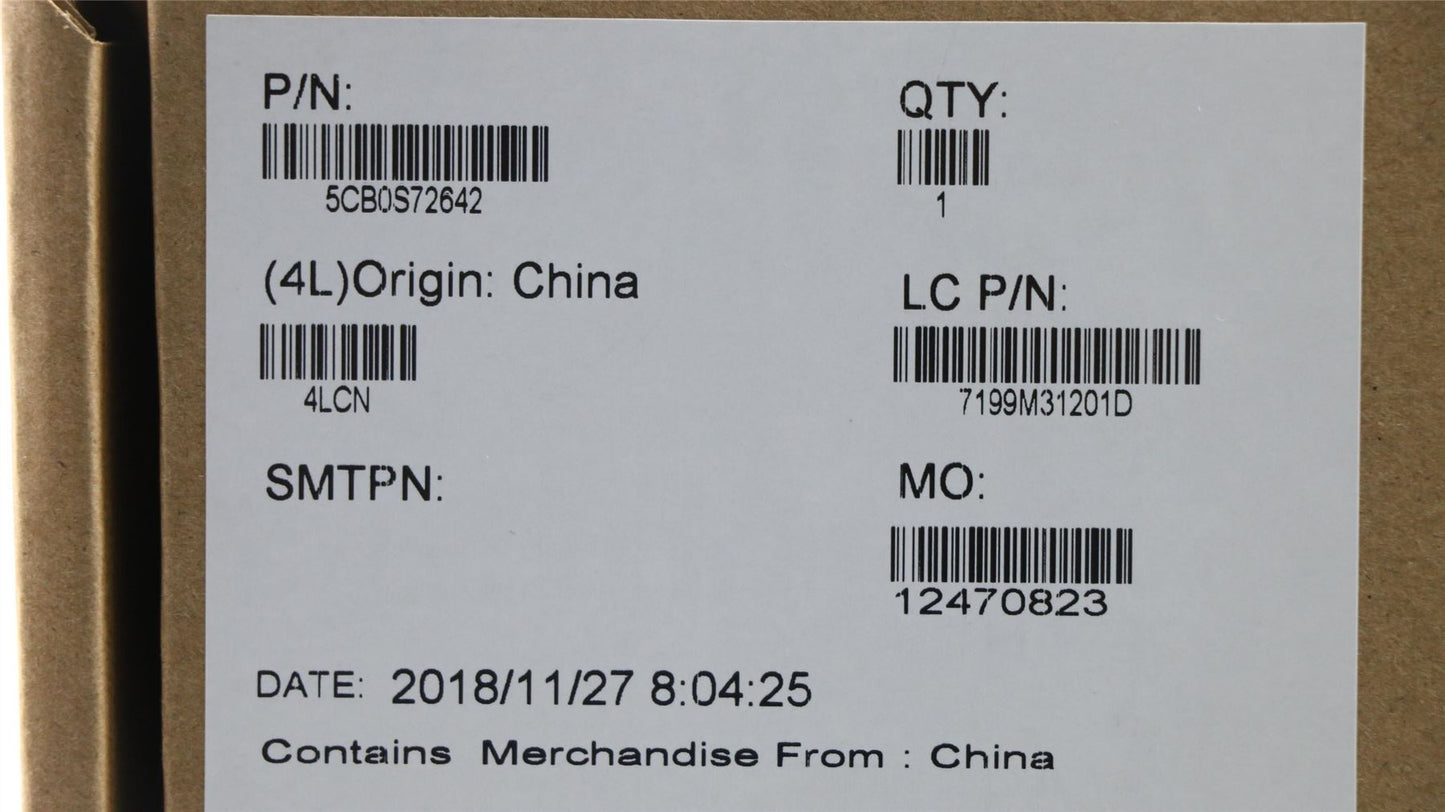 P/N:
5CB0S72642
QTY:
1
(4L)Origin: China
4LCN
LC P/N:
7199M31201D
SMTPN:
MO:
12470823
DATE: 2018/11/27 8:04:25
Contains Merchandise From : China